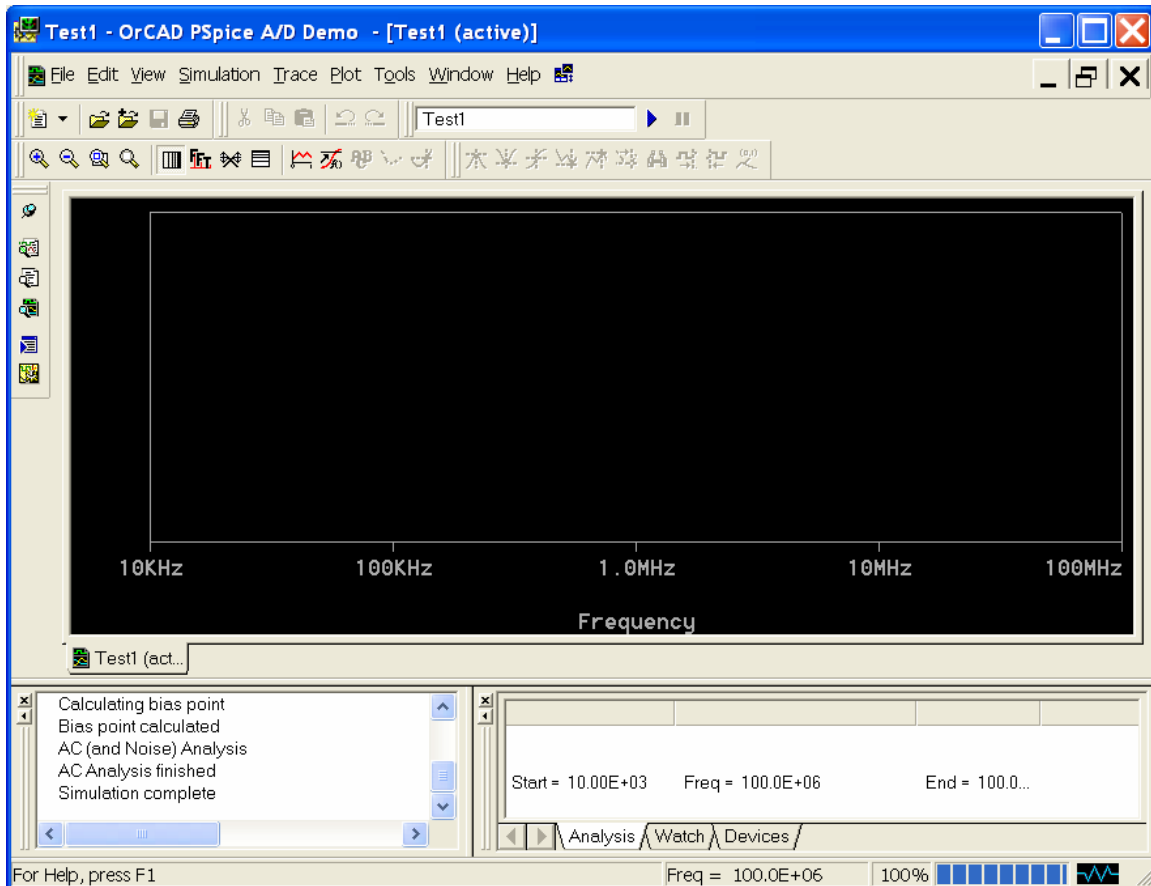 Test1 - OrCAD PSpice A/D Demo - [Test1 (active)]
File Edit View Simulation Trace Plot Tools Window Help
Test1
FFT
10KHz 100KHz 1.0MHz 10MHz 100MHz
Frequency
Test1 (act...
Calculating bias point
Bias point calculated
AC (and Noise) Analysis
AC Analysis finished
Simulation complete
Start = 10.00E+03 Freq = 100.0E+06 End = 100.0...
Analysis Watch Devices
For Help, press F1 Freq = 100.0E+06 100%